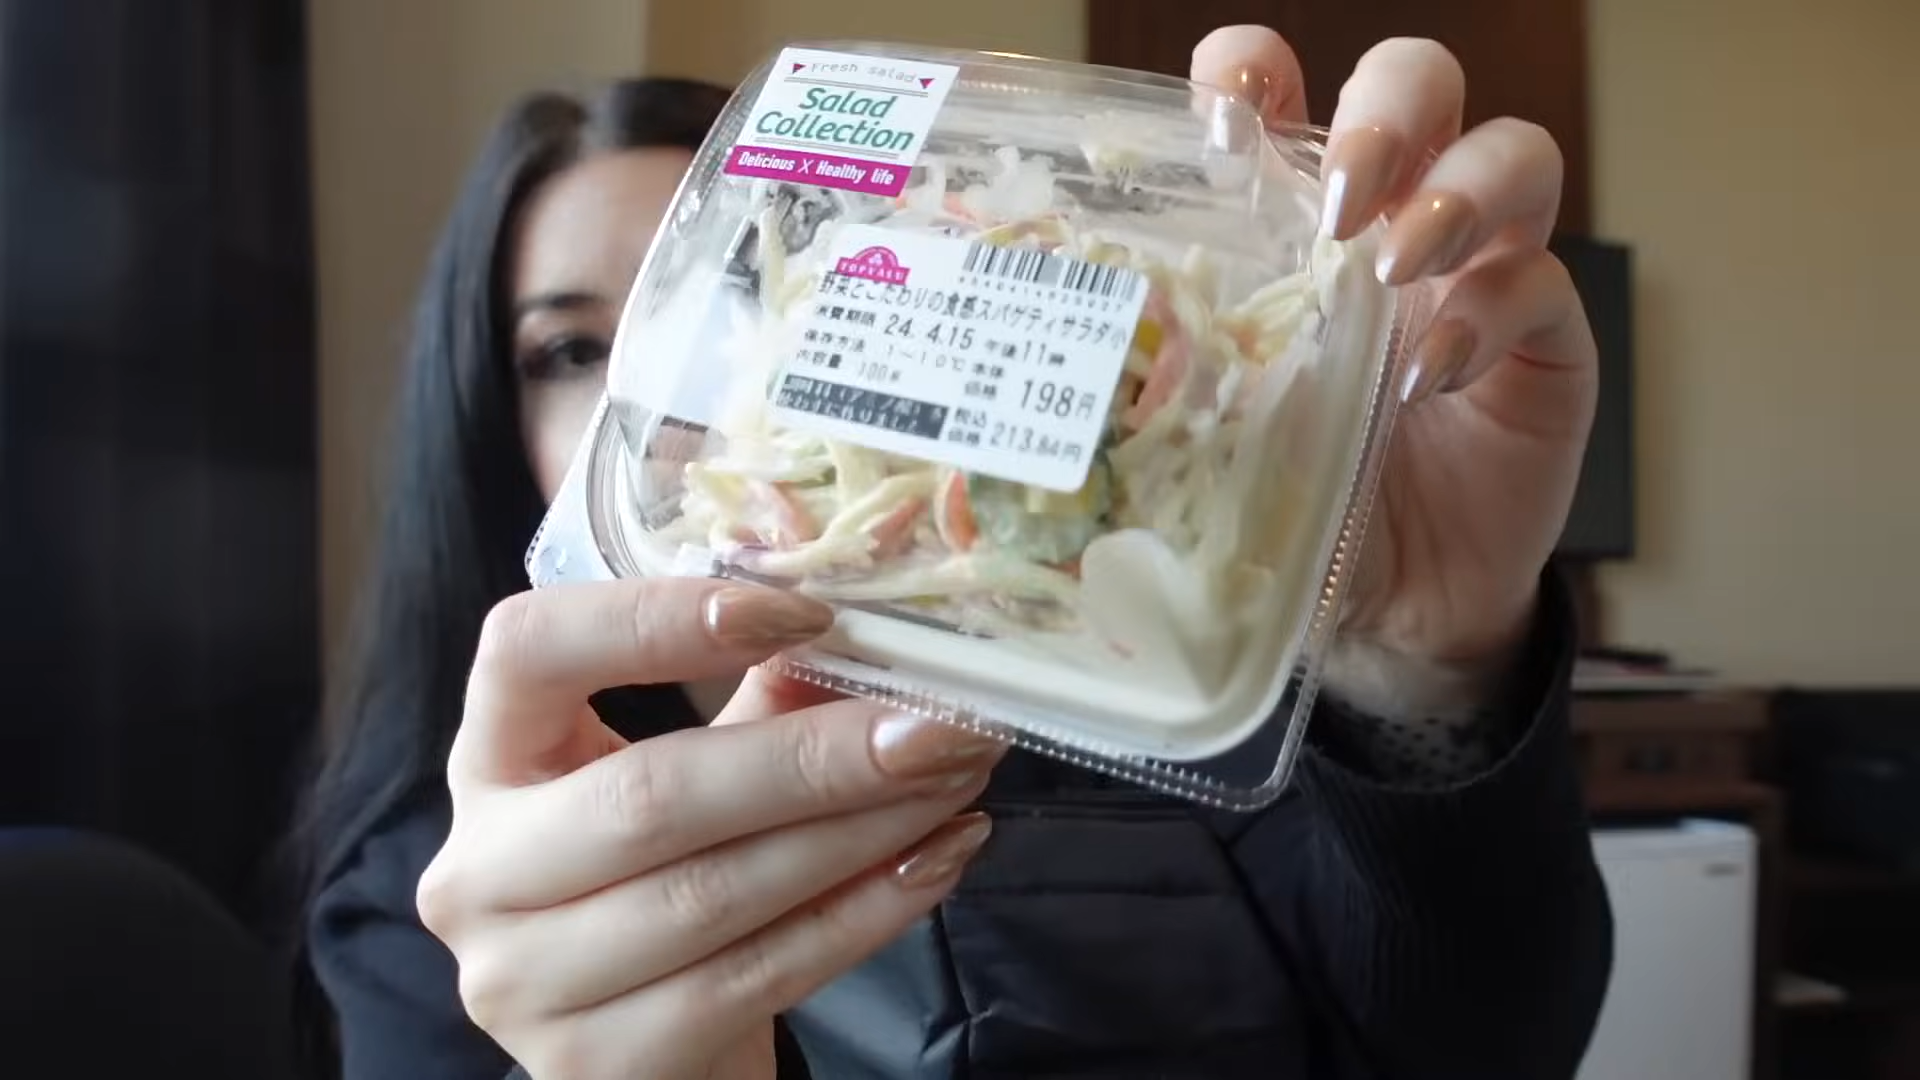 Fresh salad
Salad
Collection
Delicious X Healthy life
TOPVALU
野菜とこだわりの食感スパゲティサラダ小
消費期限 24. 4.15 午後11時
保存方法 1～10℃ 本体
内容量 100g 価格 198円
税込
価格 213.84円